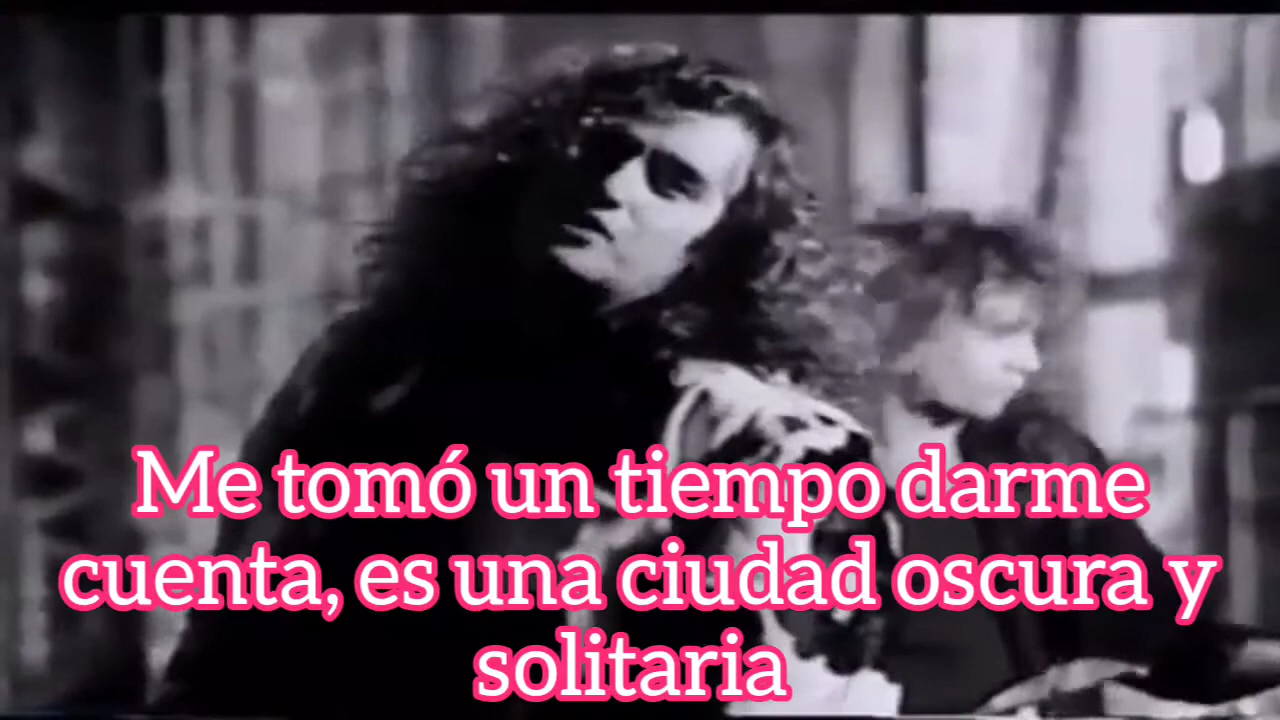 Me tomó un tiempo darme
cuenta, es una ciudad oscura y
solitaria